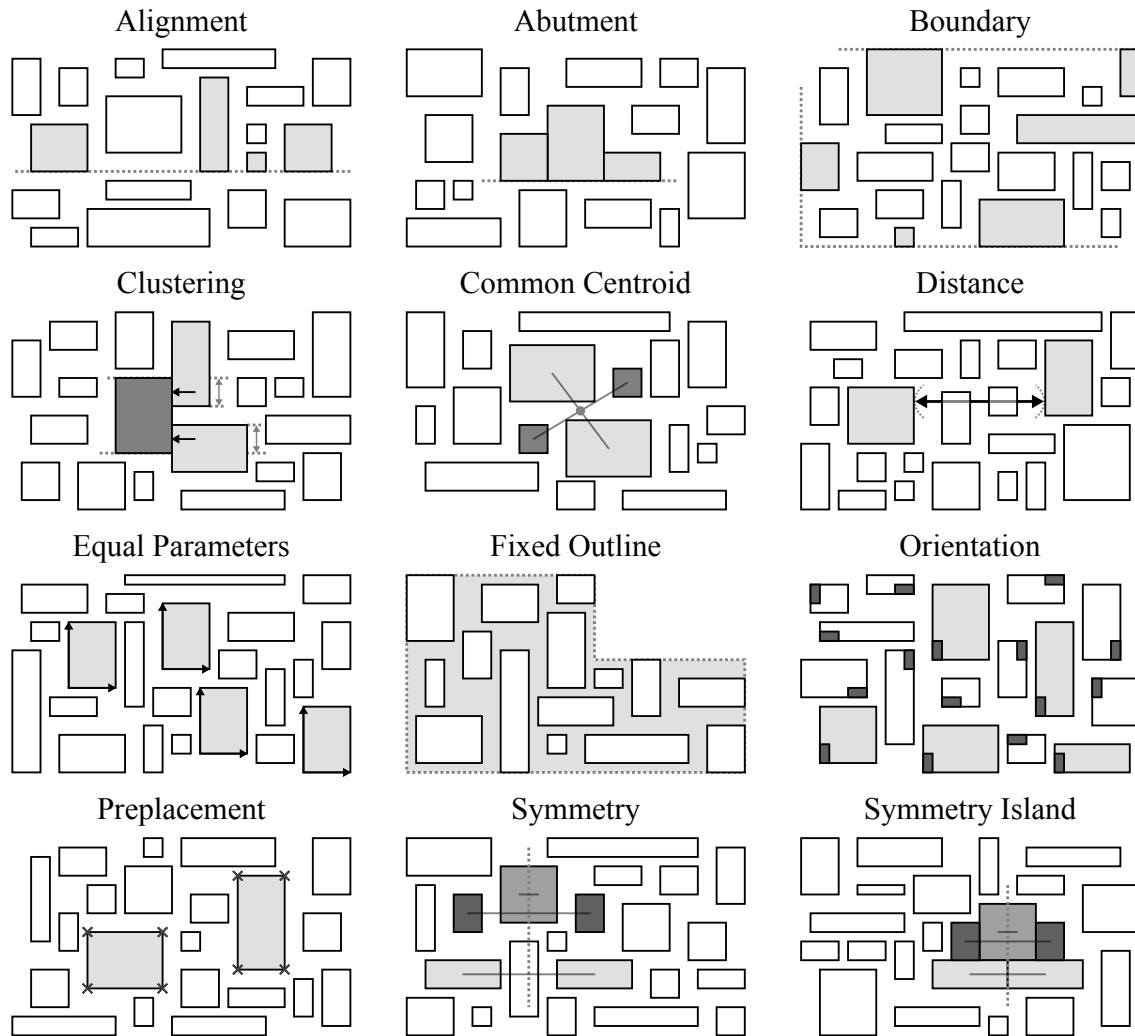 Alignment
Abutment
Boundary
Clustering
Common Centroid
Distance
Equal Parameters
Fixed Outline
Orientation
Preplacement
Symmetry
Symmetry Island